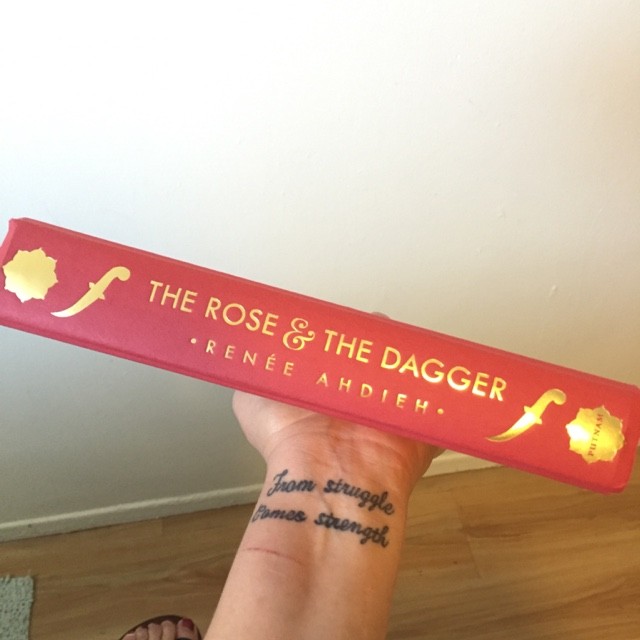 THE ROSE & THE DAGGER
• RENÉE AHDIEH •
PUTNAM
From struggle
Comes strength